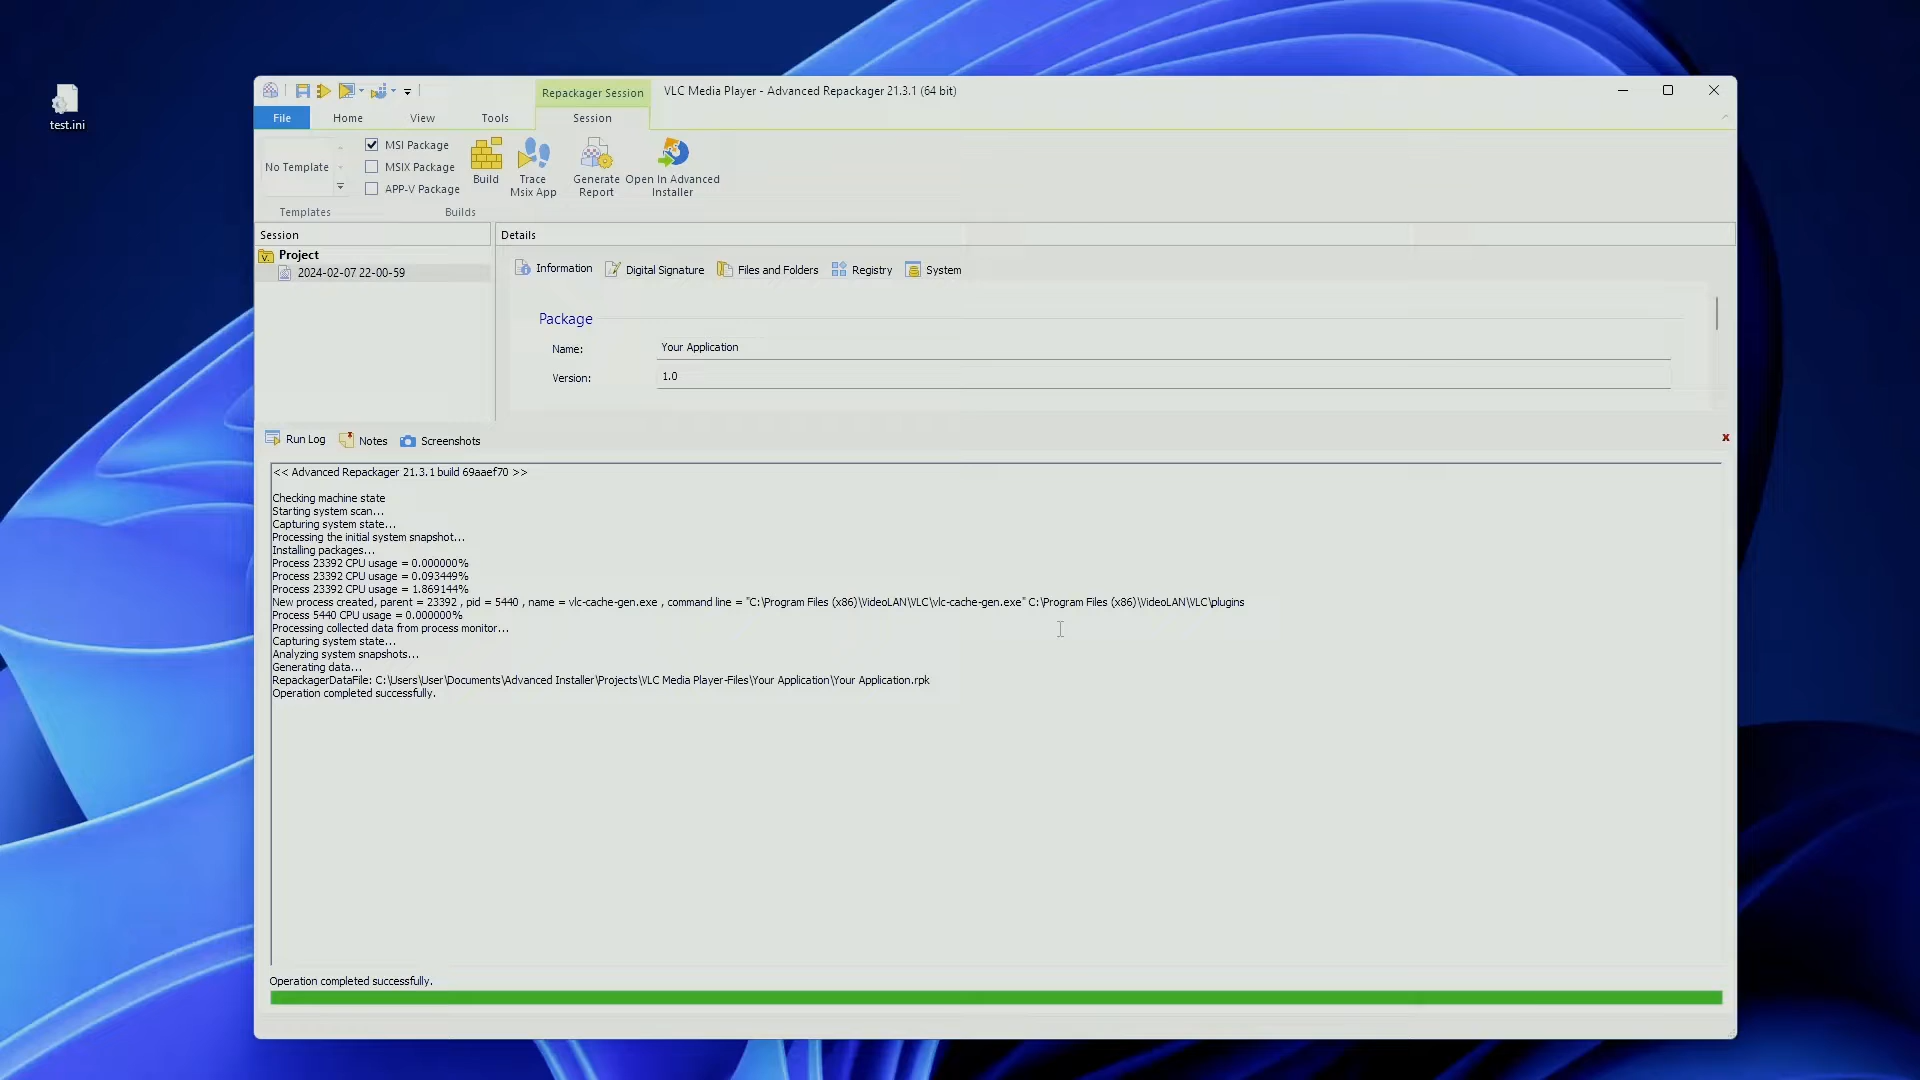 test.ini
Repackager Session
VLC Media Player - Advanced Repackager 21.3.1 (64 bit)
File
Home
View
Tools
Session
No Template
MSI Package
MSIX Package
APP-V Package
Build
Trace
Msix App
Generate
Report
Open In Advanced
Installer
Templates
Builds
Session
Details
Project
2024-02-07 22-00-59
Information
Digital Signature
Files and Folders
Registry
System
Package
Name:
Your Application
Version:
1.0
Run Log
Notes
Screenshots
<< Advanced Repackager 21.3.1 build 69aaef70 >>
Checking machine state
Starting system scan...
Capturing system state...
Processing the initial system snapshot...
Installing packages...
Process 23392 CPU usage = 0.000000%
Process 23392 CPU usage = 0.093449%
Process 23392 CPU usage = 1.869144%
New process created, parent = 23392 , pid = 5440 , name = vlc-cache-gen.exe , command line = "C:\Program Files (x86)\VideoLAN\VLC\vlc-cache-gen.exe" C:\Program Files (x86)\VideoLAN\VLC\plugins
Process 5440 CPU usage = 0.000000%
Processing collected data from process monitor...
Capturing system state...
Analyzing system snapshots...
Generating data...
RepackagerDataFile: C:\Users\User\Documents\Advanced Installer\Projects\VLC Media Player-Files\Your Application\Your Application.rpk
Operation completed successfully.
Operation completed successfully.